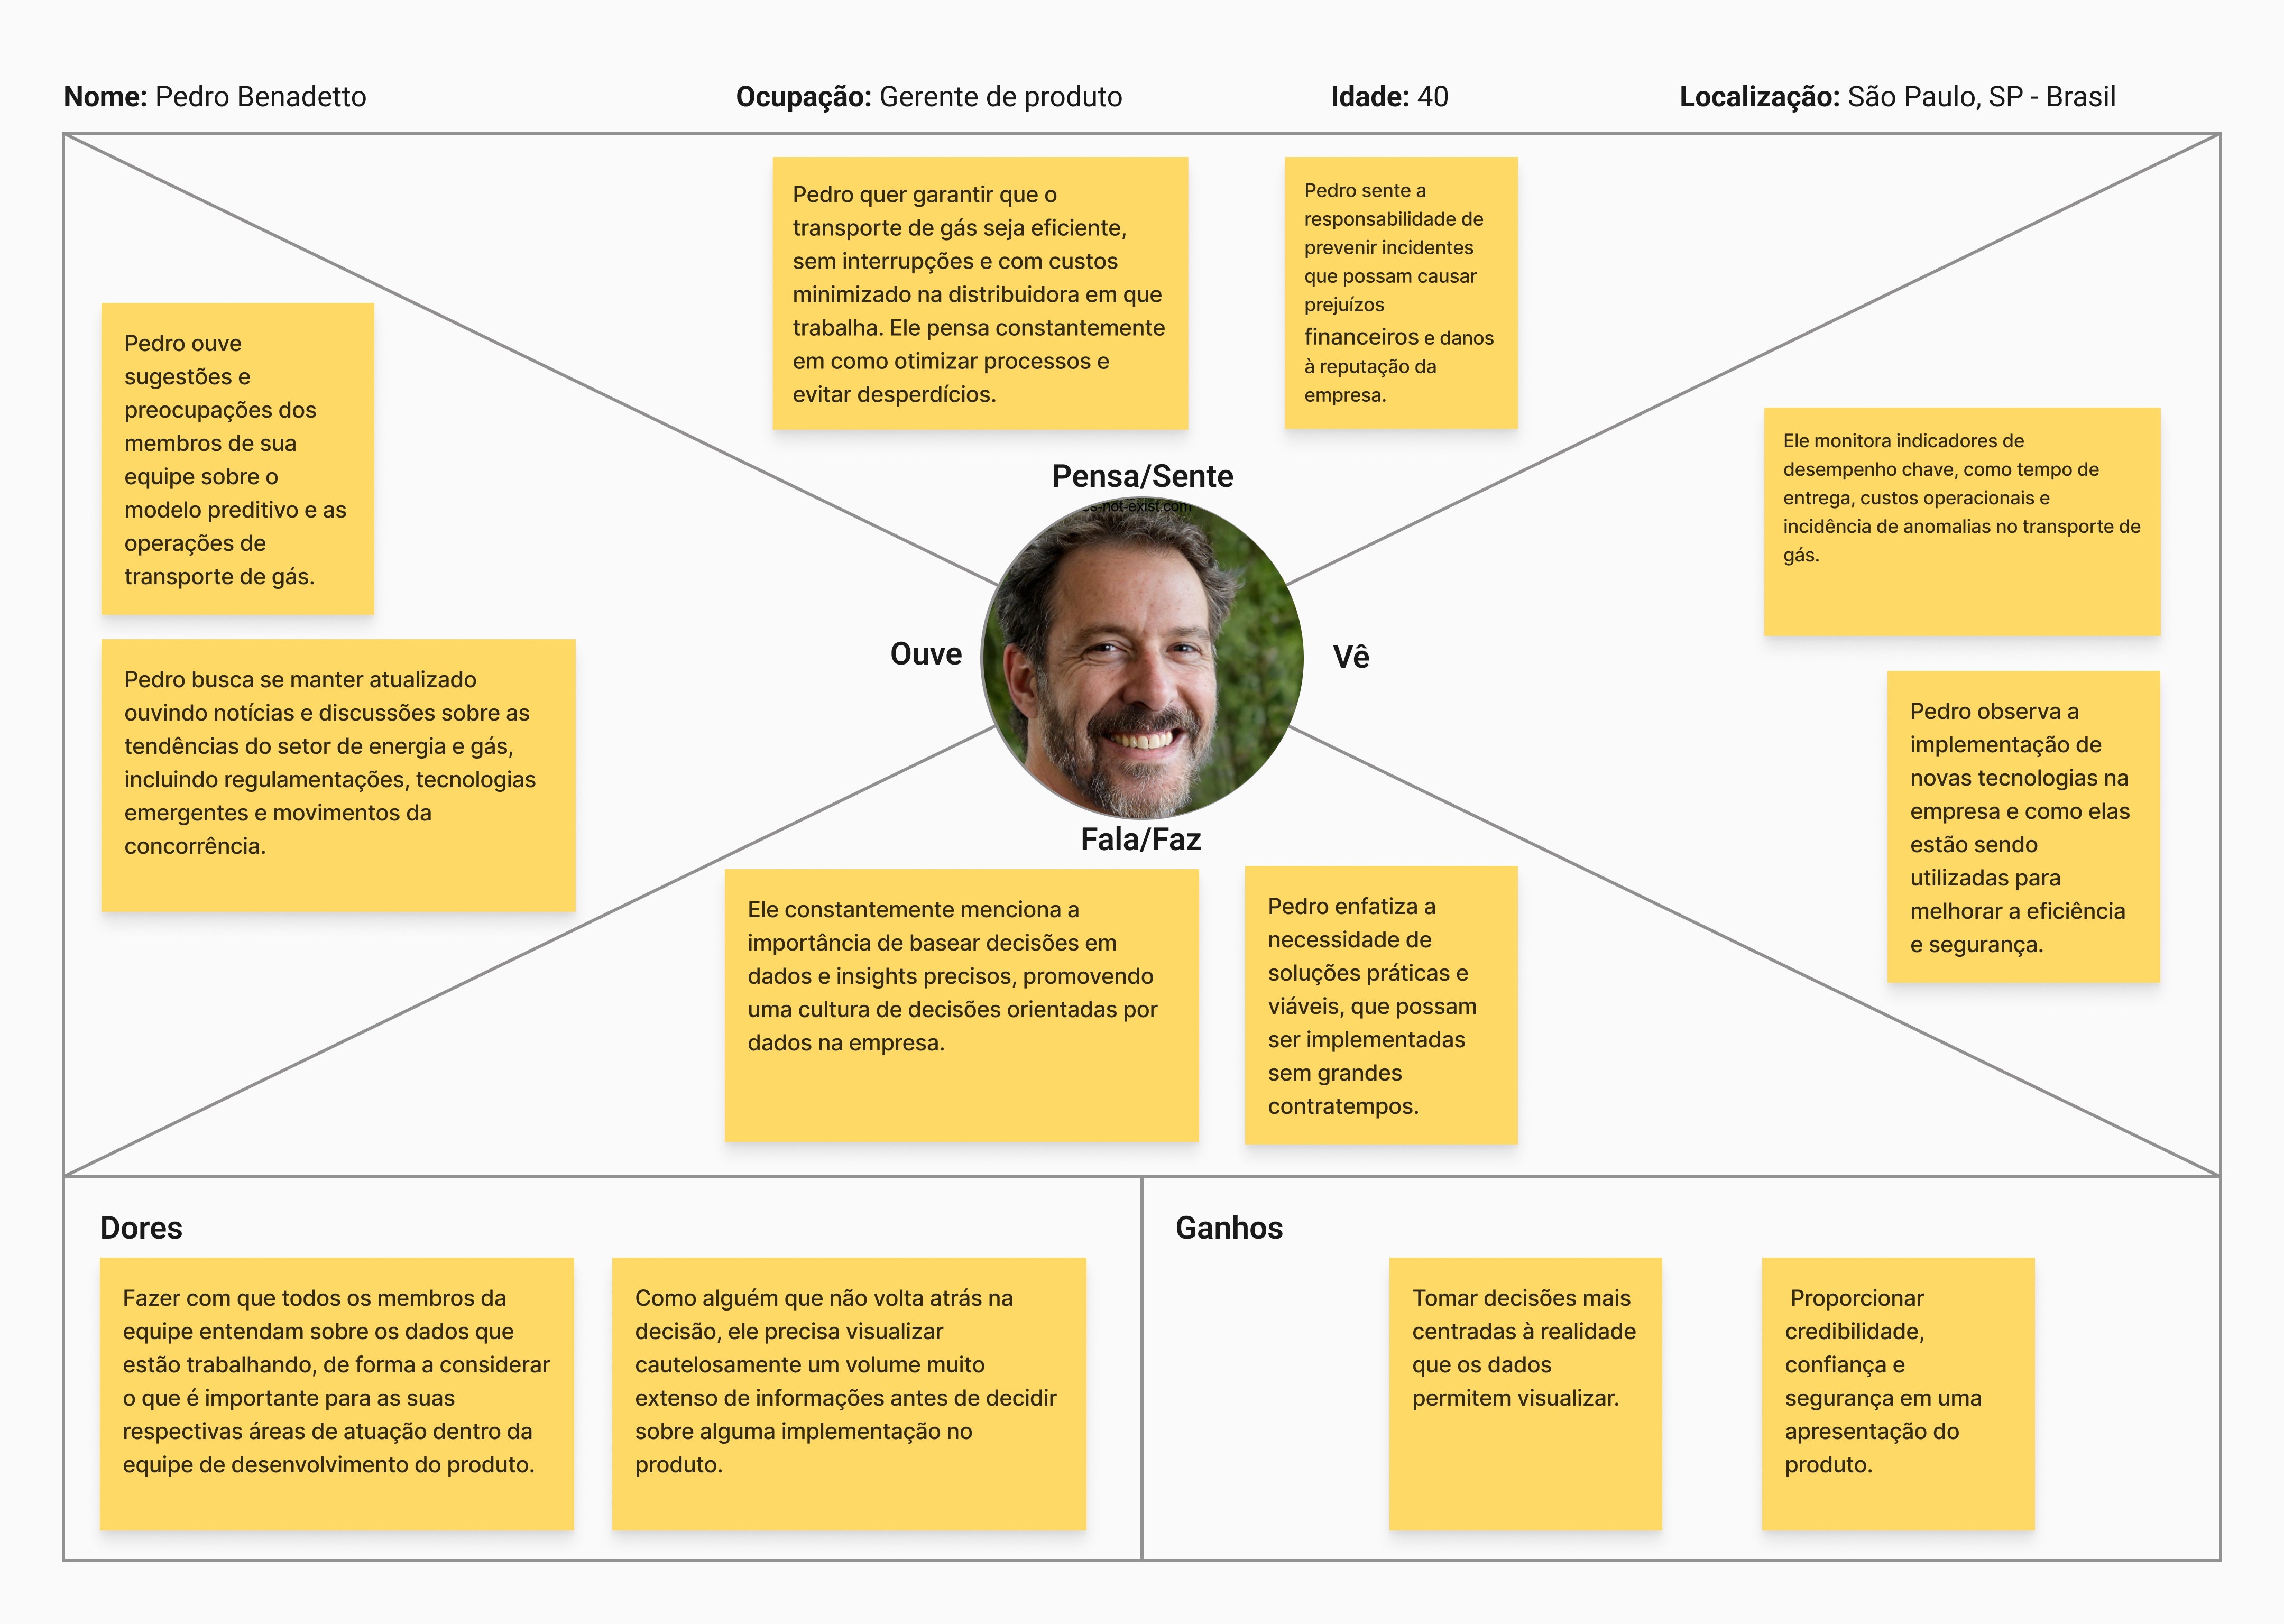 Nome: Pedro Benadetto
Ocupação: Gerente de produto
Idade: 40
Localização: São Paulo, SP - Brasil
Pedro quer garantir que o
transporte de gás seja eficiente,
sem interrupções e com custos
minimizado na distribuidora em que
trabalha. Ele pensa constantemente
em como otimizar processos e
evitar desperdícios.
Pedro sente a
responsabilidade de
prevenir incidentes
que possam causar
prejuízos
financeiros e danos
à reputação da
empresa.
Pensa/Sente
Pedro ouve
sugestões e
preocupações dos
membros de sua
equipe sobre o
modelo preditivo e as
operações de
transporte de gás.
Pedro busca se manter atualizado
ouvindo notícias e discussões sobre as
tendências do setor de energia e gás,
incluindo regulamentações, tecnologias
emergentes e movimentos da
concorrência.
Ouve
Vê
Ele monitora indicadores de
desempenho chave, como tempo de
entrega, custos operacionais e
incidência de anomalias no transporte de
gás.
Pedro observa a
implementação de
novas tecnologias na
empresa e como elas
estão sendo
utilizadas para
melhorar a eficiência
e segurança.
Fala/Faz
Ele constantemente menciona a
importância de basear decisões em
dados e insights precisos, promovendo
uma cultura de decisões orientadas por
dados na empresa.
Pedro enfatiza a
necessidade de
soluções práticas e
viáveis, que possam
ser implementadas
sem grandes
contratempos.
Dores
Fazer com que todos os membros da
equipe entendam sobre os dados que
estão trabalhando, de forma a considerar
o que é importante para as suas
respectivas áreas de atuação dentro da
equipe de desenvolvimento do produto.
Como alguém que não volta atrás na
decisão, ele precisa visualizar
cautelosamente um volume muito
extenso de informações antes de decidir
sobre alguma implementação no
produto.
Ganhos
Tomar decisões mais
centradas à realidade
que os dados
permitem visualizar.
Proporcionar
credibilidade,
confiança e
segurança em uma
apresentação do
produto.